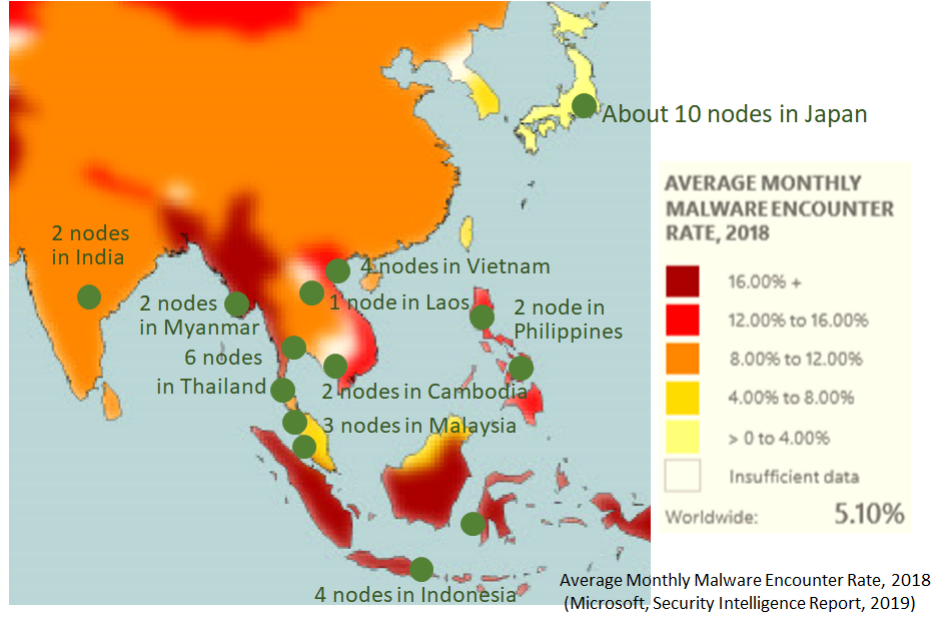 About 10 nodes in Japan
AVERAGE MONTHLY
MALWARE ENCOUNTER
RATE, 2018
16.00% +
12.00% to 16.00%
8.00% to 12.00%
4.00% to 8.00%
> 0 to 4.00%
Insufficient data
Worldwide: 5.10%
2 nodes
in India
4 nodes in Vietnam
2 nodes
in Myanmar
1 node in Laos
2 node in
Philippines
6 nodes
in Thailand
2 nodes in Cambodia
3 nodes in Malaysia
4 nodes in Indonesia
Average Monthly Malware Encounter Rate, 2018
(Microsoft, Security Intelligence Report, 2019)